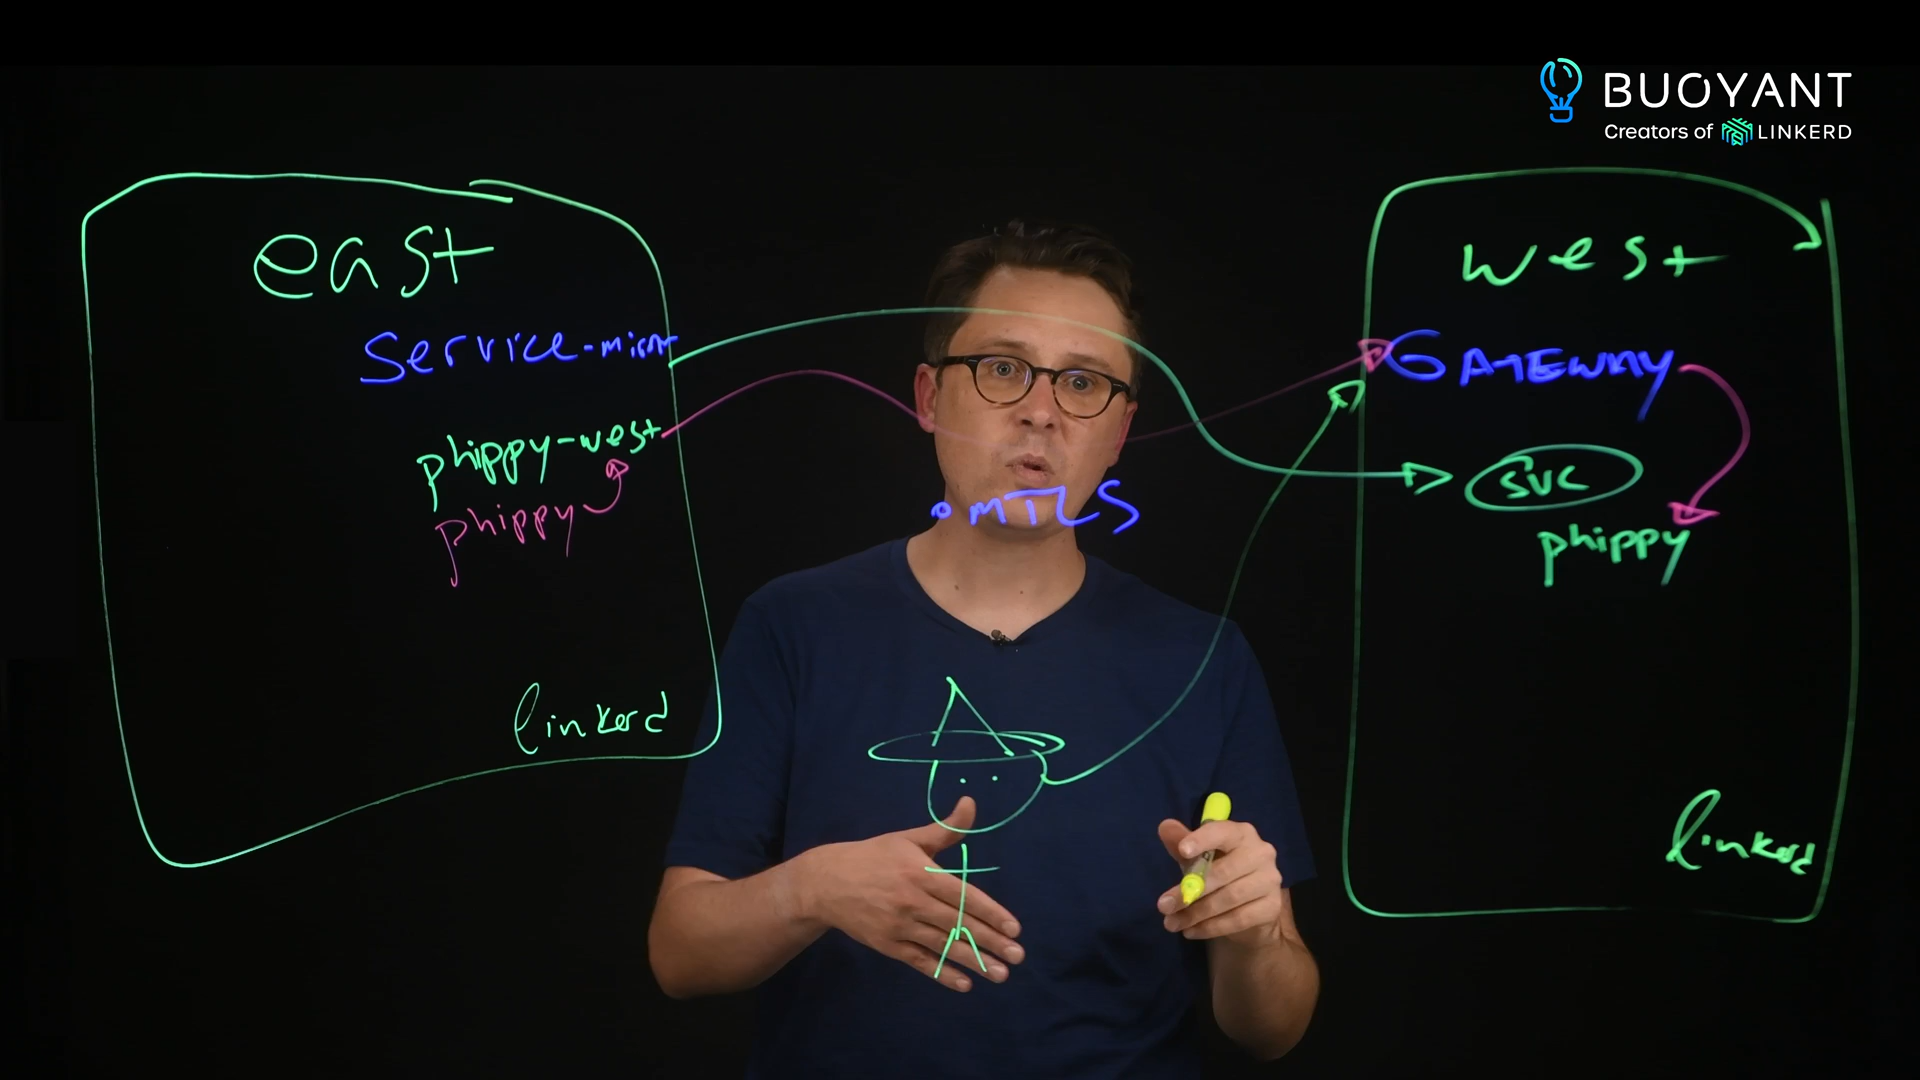 BUOYANT
Creators of LINKERD
east
service-mirror
phippy-west
phippy
linkerd
mTLS
west
GATEWAY
svc
phippy
linkerd